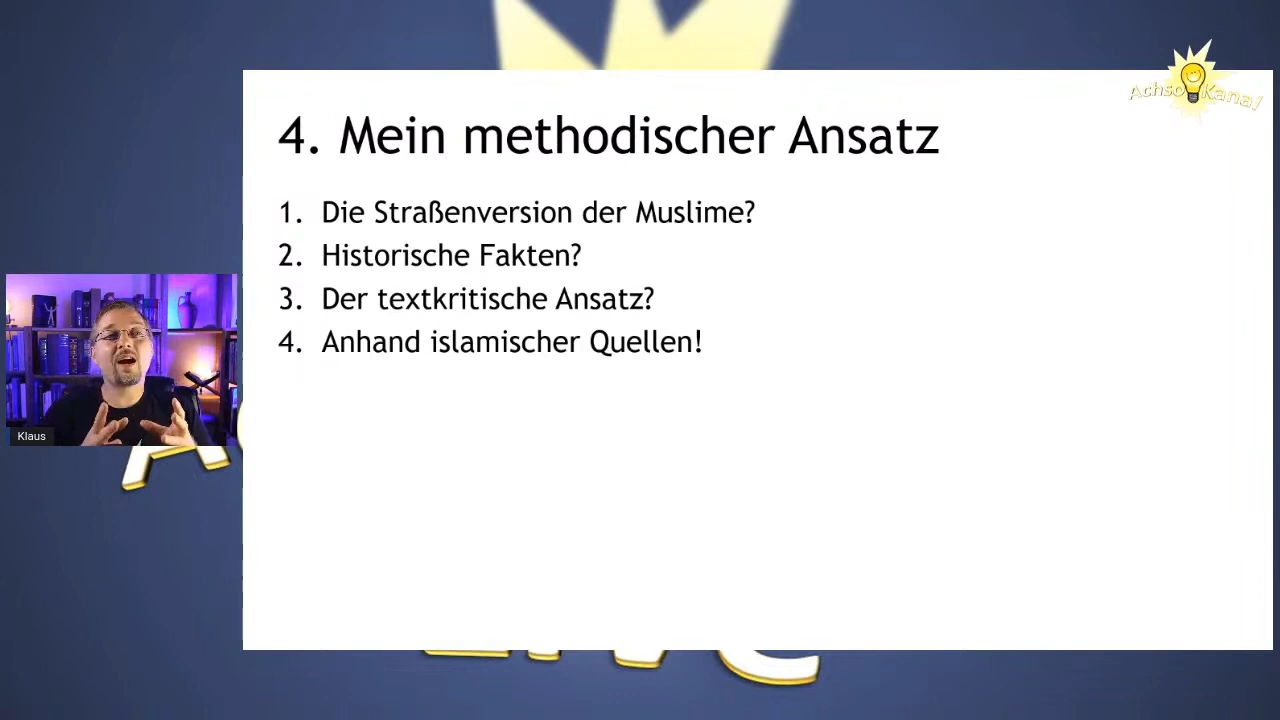 Achso Kanal
4. Mein methodischer Ansatz
1. Die Straßenversion der Muslime?
2. Historische Fakten?
3. Der textkritische Ansatz?
4. Anhand islamischer Quellen!
Klaus